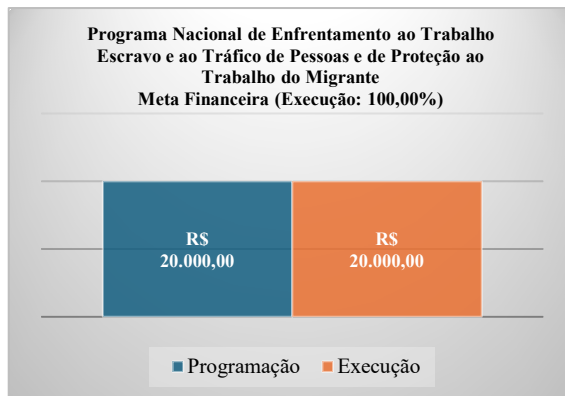 Programa Nacional de Enfrentamento ao Trabalho
Escravo e ao Tráfico de Pessoas e de Proteção ao
Trabalho do Migrante
Meta Financeira (Execução: 100,00%)
R$
20.000,00
R$
20.000,00
Programação
Execução